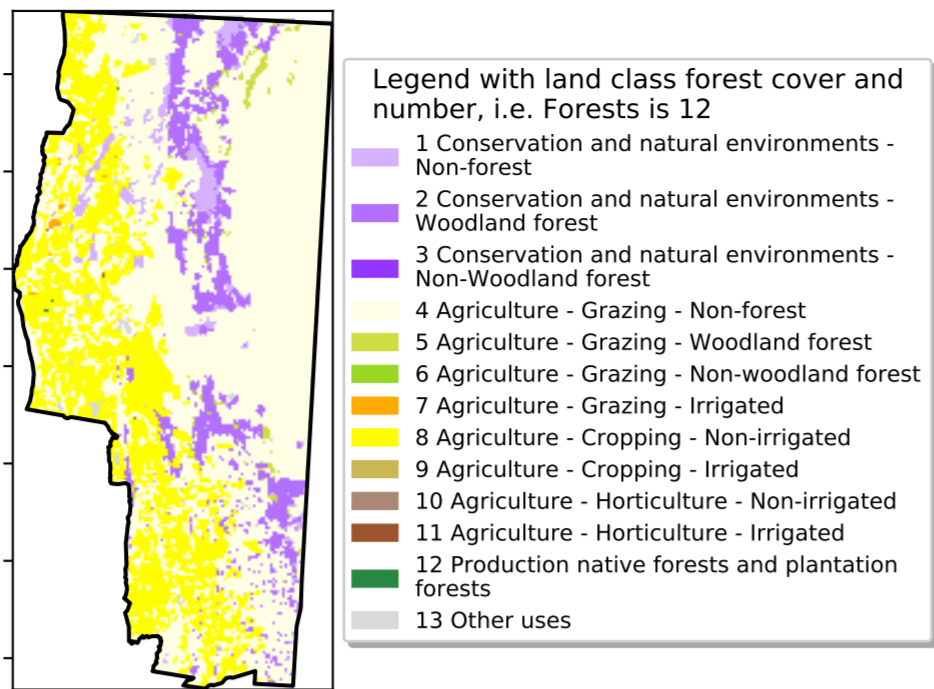 Legend with land class forest cover and
number, i.e. Forests is 12
1 Conservation and natural environments -
Non-forest
2 Conservation and natural environments -
Woodland forest
3 Conservation and natural environments -
Non-Woodland forest
4 Agriculture - Grazing - Non-forest
5 Agriculture - Grazing - Woodland forest
6 Agriculture - Grazing - Non-woodland forest
7 Agriculture - Grazing - Irrigated
8 Agriculture - Cropping - Non-irrigated
9 Agriculture - Cropping - Irrigated
10 Agriculture - Horticulture - Non-irrigated
11 Agriculture - Horticulture - Irrigated
12 Production native forests and plantation
forests
13 Other uses